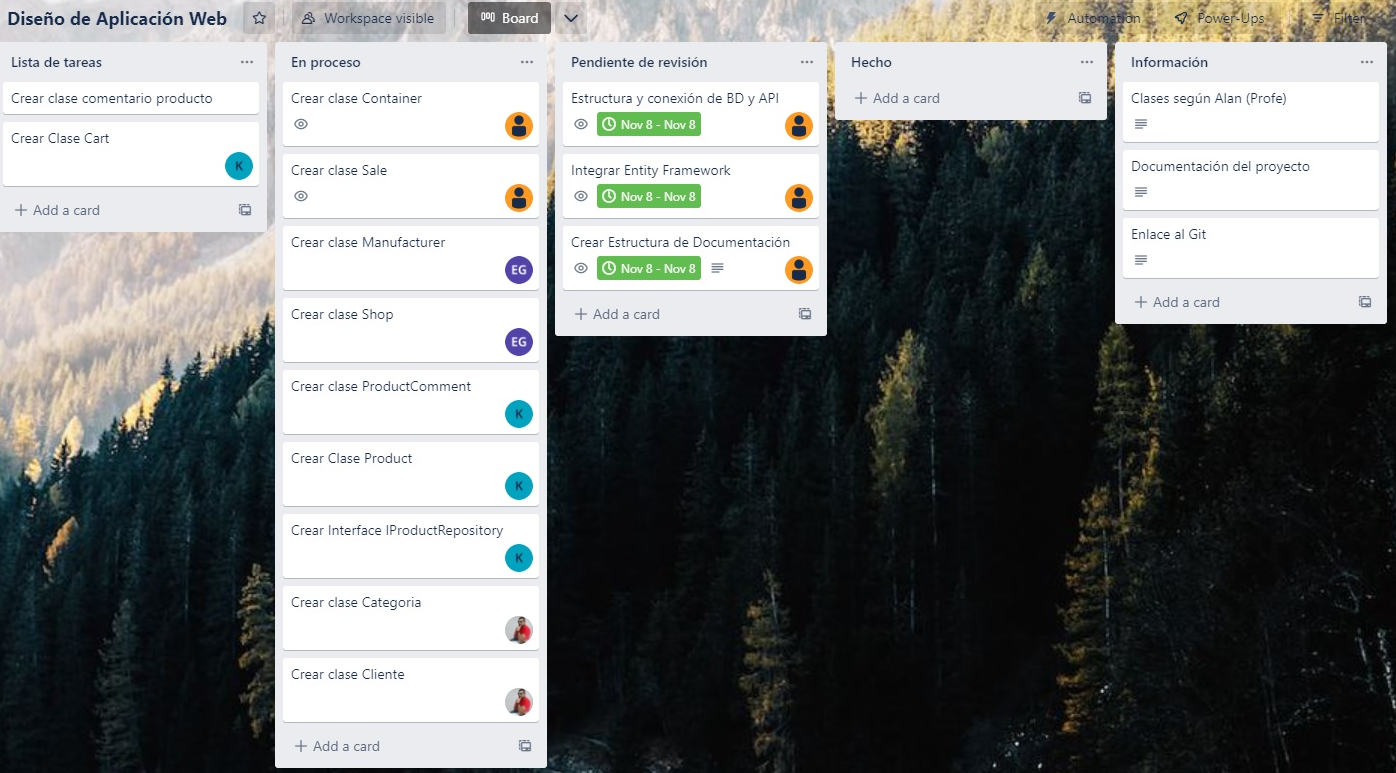 Diseño de Aplicación Web
Workspace visible
Board
Automation
Power-Ups
Filter
Lista de tareas
Crear clase comentario producto
Crear Clase Cart
K
Add a card
En proceso
Crear clase Container
Crear clase Sale
Crear clase Manufacturer
EG
Crear clase Shop
EG
Crear clase ProductComment
K
Crear Clase Product
K
Crear Interface IProductRepository
K
Crear clase Categoria
Crear clase Cliente
Add a card
Pendiente de revisión
Estructura y conexión de BD y API
Nov 8 - Nov 8
Integrar Entity Framework
Nov 8 - Nov 8
Crear Estructura de Documentación
Nov 8 - Nov 8
Add a card
Hecho
Add a card
Información
Clases según Alan (Profe)
Documentación del proyecto
Enlace al Git
Add a card